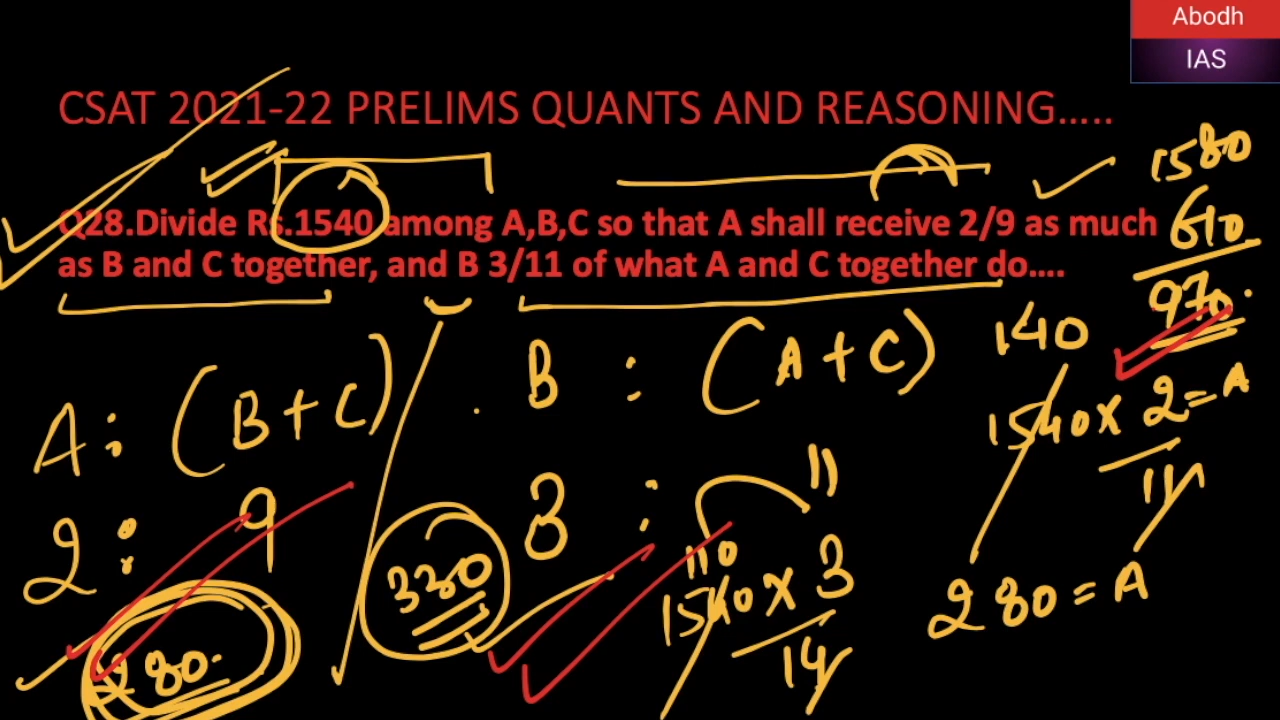 Abodh
IAS
CSAT 2021-22 PRELIMS QUANTS AND REASONING.....
Q28.Divide Rs.1540 among A,B,C so that A shall receive 2/9 as much
as B and C together, and B 3/11 of what A and C together do....
1580
610
970.
A : (B+C)
2 : 9
280.
B : (A+C)
3 : 11
330
110
1540 x 3
14
140
1540 x 2 = A
11
280 = A